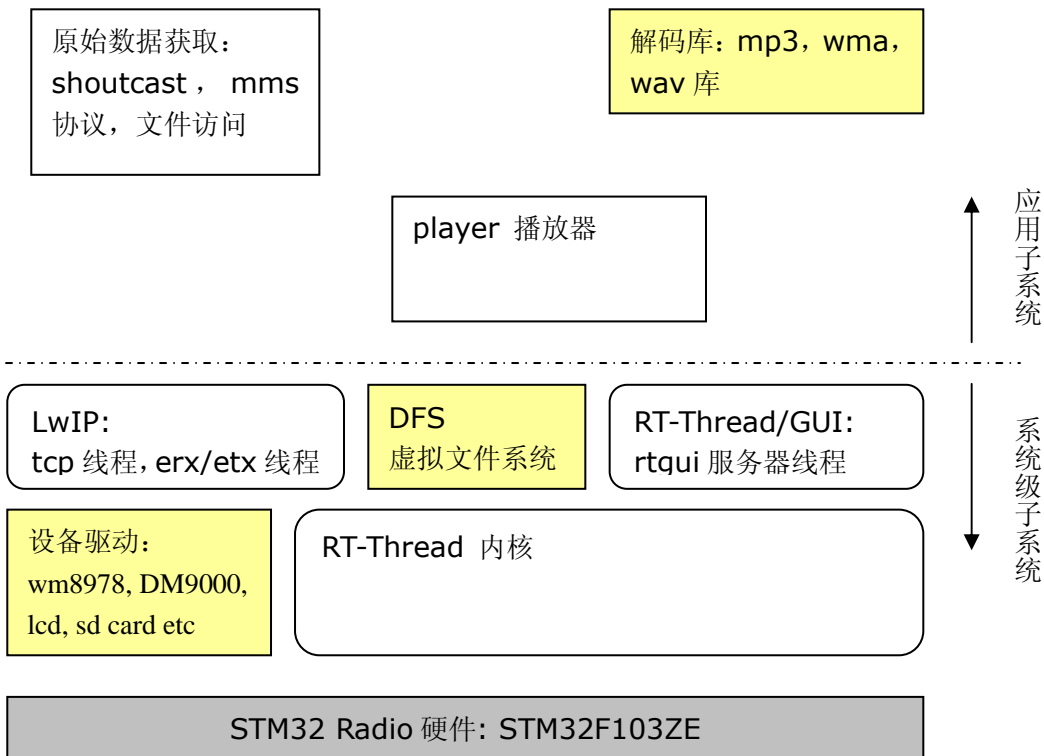 原始数据获取：
shoutcast ， mms
协议，文件访问
解码库：mp3，wma，
wav 库
player 播放器
应用子系统
LwIP:
tcp 线程，erx/etx 线程
DFS
虚拟文件系统
RT-Thread/GUI:
rtgui 服务器线程
系统级子系统
设备驱动：
wm8978, DM9000,
lcd, sd card etc
RT-Thread 内核
STM32 Radio 硬件: STM32F103ZE